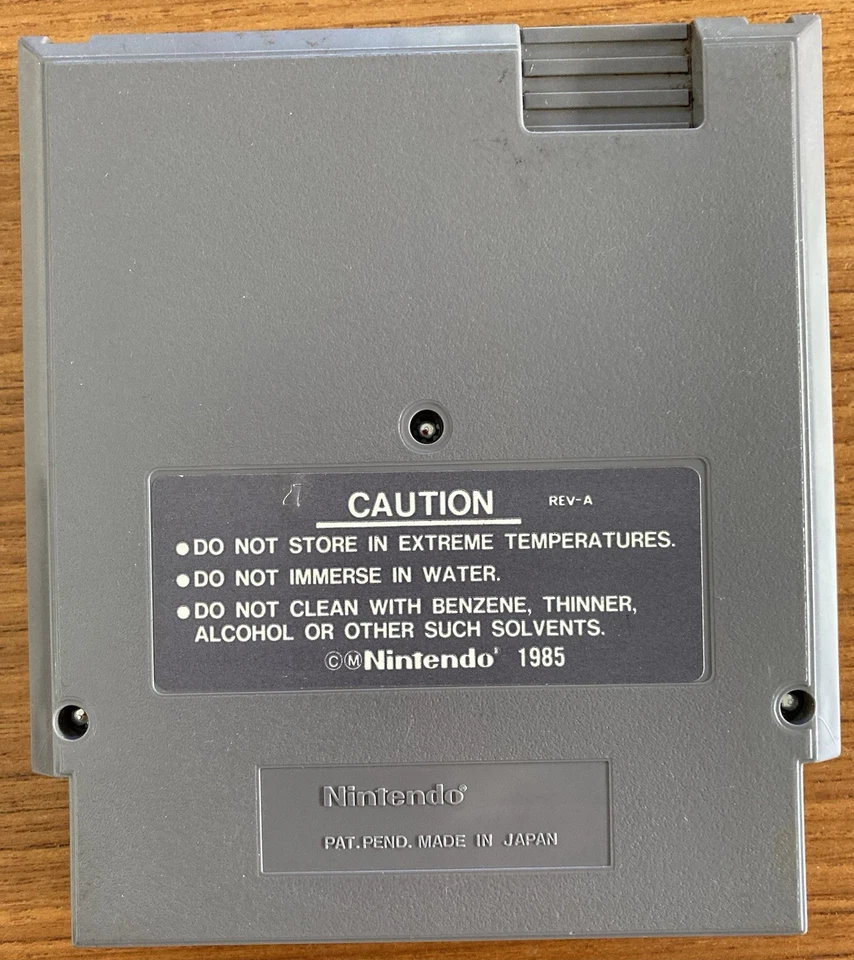 CAUTION REV-A
●DO NOT STORE IN EXTREME TEMPERATURES.
●DO NOT IMMERSE IN WATER.
●DO NOT CLEAN WITH BENZENE, THINNER,
ALCOHOL OR OTHER SUCH SOLVENTS.
ⒸⓂNintendo® 1985
Nintendo®
PAT.PEND. MADE IN JAPAN